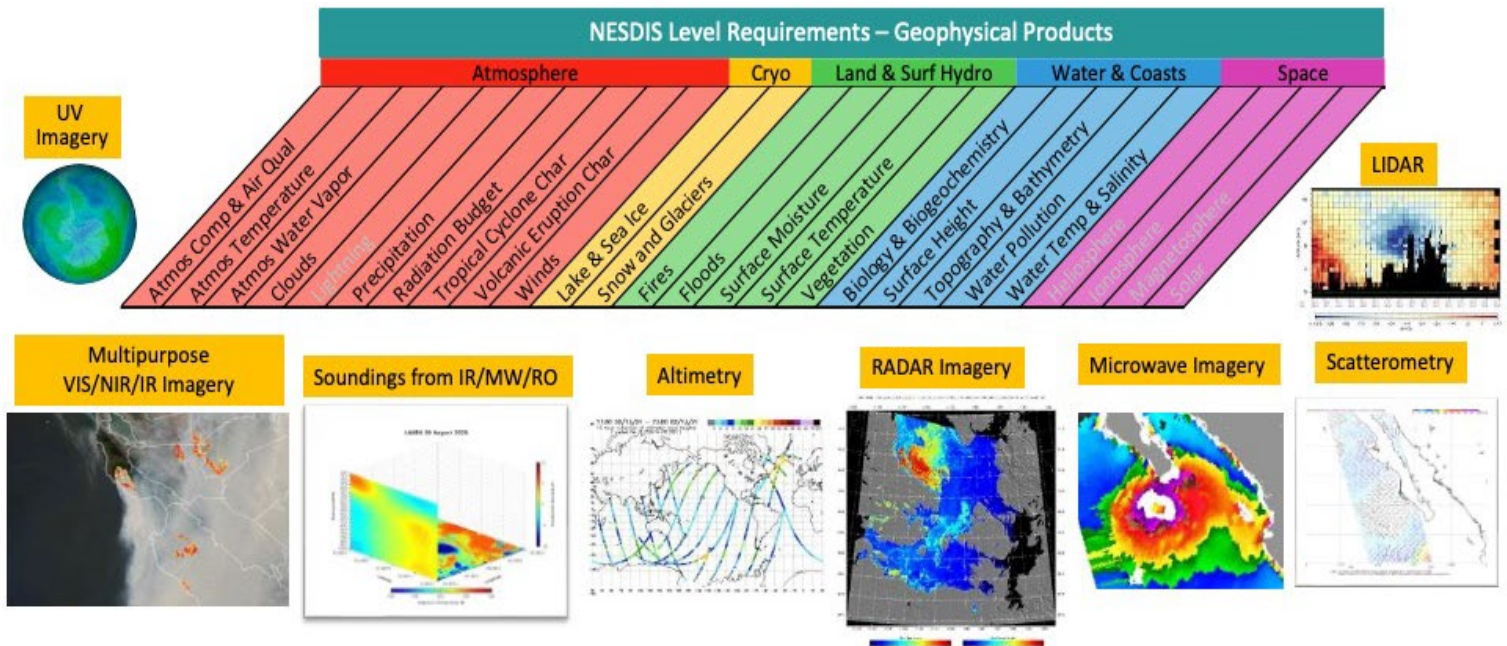 NESDIS Level Requirements – Geophysical Products
Atmosphere
Cryo
Land & Surf Hydro
Water & Coasts
Space
UV
Imagery
Atmos Comp & Air Qual
Atmos Temperature
Atmos Water Vapor
Clouds
Lightning
Precipitation
Radiation Budget
Tropical Cyclone Char
Volcanic Eruption Char
Winds
Lake & Sea Ice
Snow and Glaciers
Fires
Floods
Surface Moisture
Surface Temperature
Vegetation
Biology & Biogeochemistry
Surface Height
Topography & Bathymetry
Water Pollution
Water Temp & Salinity
Heliosphere
Ionosphere
Magnetosphere
Solar
LIDAR
Multipurpose
VIS/NIR/IR Imagery
Soundings from IR/MW/RO
Altimetry
RADAR Imagery
Microwave Imagery
Scatterometry